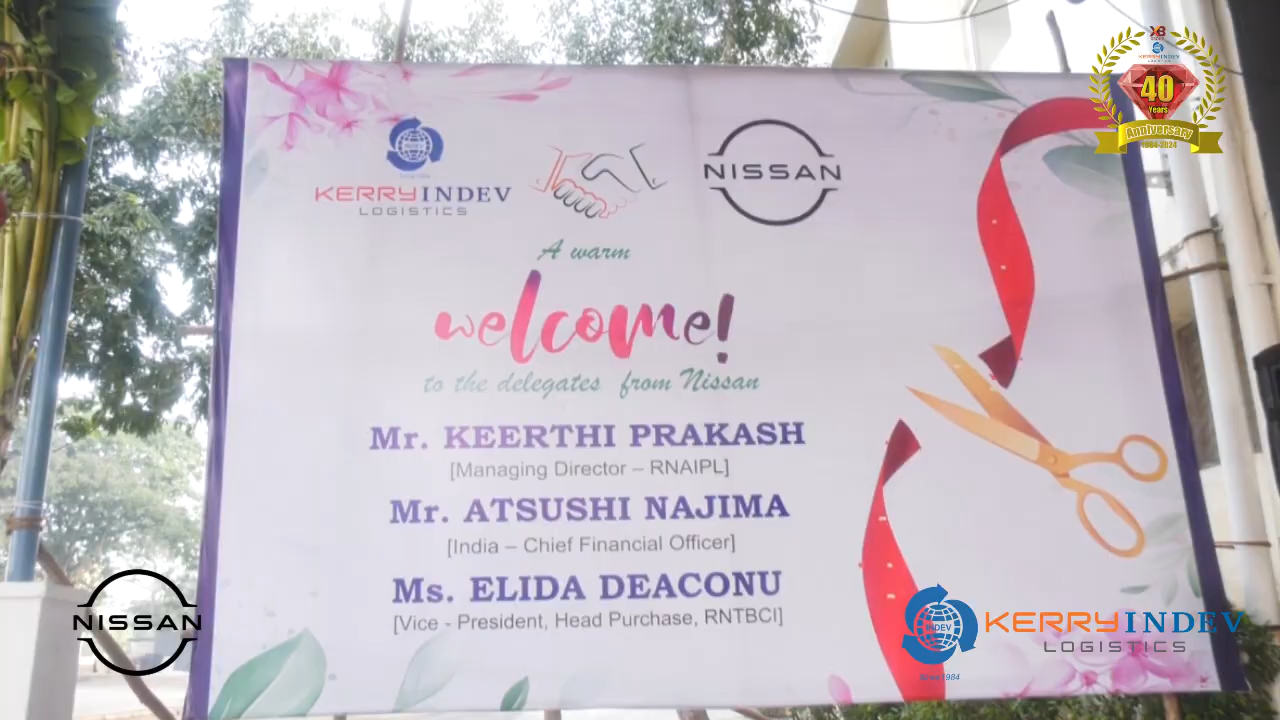 40
Years
Anniversary
1984-2024
KERRYINDEV
LOGISTICS
NISSAN
A warm
welcome!
to the delegates from Nissan
Mr. KEERTHI PRAKASH
[Managing Director – RNAIPL]
Mr. ATSUSHI NAJIMA
[India – Chief Financial Officer]
Ms. ELIDA DEACONU
[Vice - President, Head Purchase, RNTBCI]
NISSAN
INDEV
Since 1984
KERRYINDEV
LOGISTICS